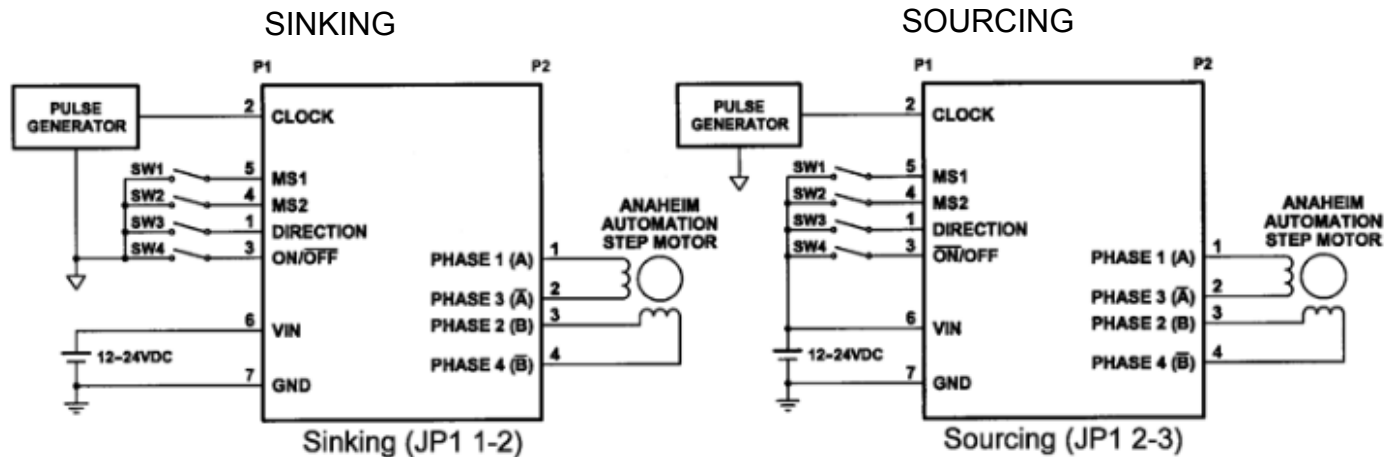 SINKING
P1
P2
PULSE
GENERATOR
2
CLOCK
SW1
5
MS1
SW2
4
MS2
SW3
1
DIRECTION
SW4
3
ON/O̅F̅F̅
ANAHEIM
AUTOMATION
STEP MOTOR
PHASE 1 (A)
1
PHASE 3 (A̅)
2
PHASE 2 (B)
3
PHASE 4 (B̅)
4
6
VIN
12-24VDC
7
GND
Sinking (JP1 1-2)
SOURCING
P1
P2
PULSE
GENERATOR
2
CLOCK
SW1
5
MS1
SW2
4
MS2
SW3
1
DIRECTION
SW4
3
O̅N̅/OFF
ANAHEIM
AUTOMATION
STEP MOTOR
PHASE 1 (A)
1
PHASE 3 (A̅)
2
PHASE 2 (B)
3
PHASE 4 (B̅)
4
6
VIN
12-24VDC
7
GND
Sourcing (JP1 2-3)